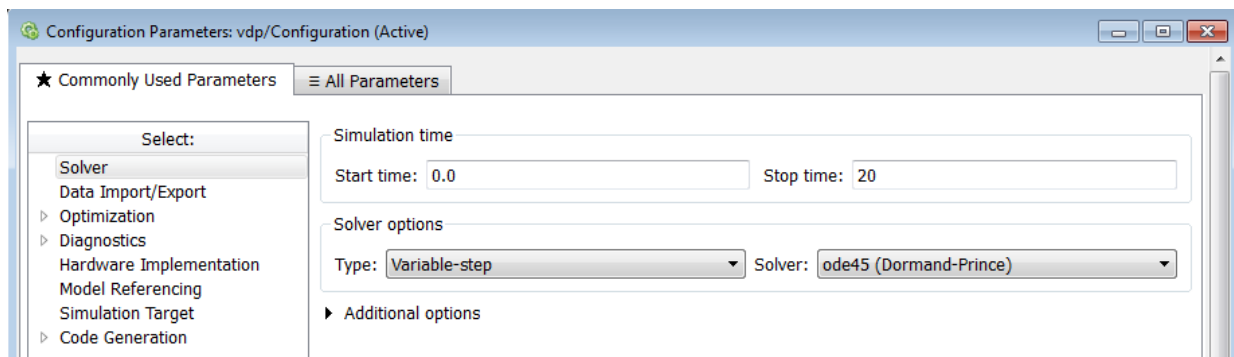 Configuration Parameters: vdp/Configuration (Active)
★ Commonly Used Parameters
≡ All Parameters
Select:
Solver
Data Import/Export
Optimization
Diagnostics
Hardware Implementation
Model Referencing
Simulation Target
Code Generation
Simulation time
Start time: 0.0 Stop time: 20
Solver options
Type: Variable-step Solver: ode45 (Dormand-Prince)
Additional options